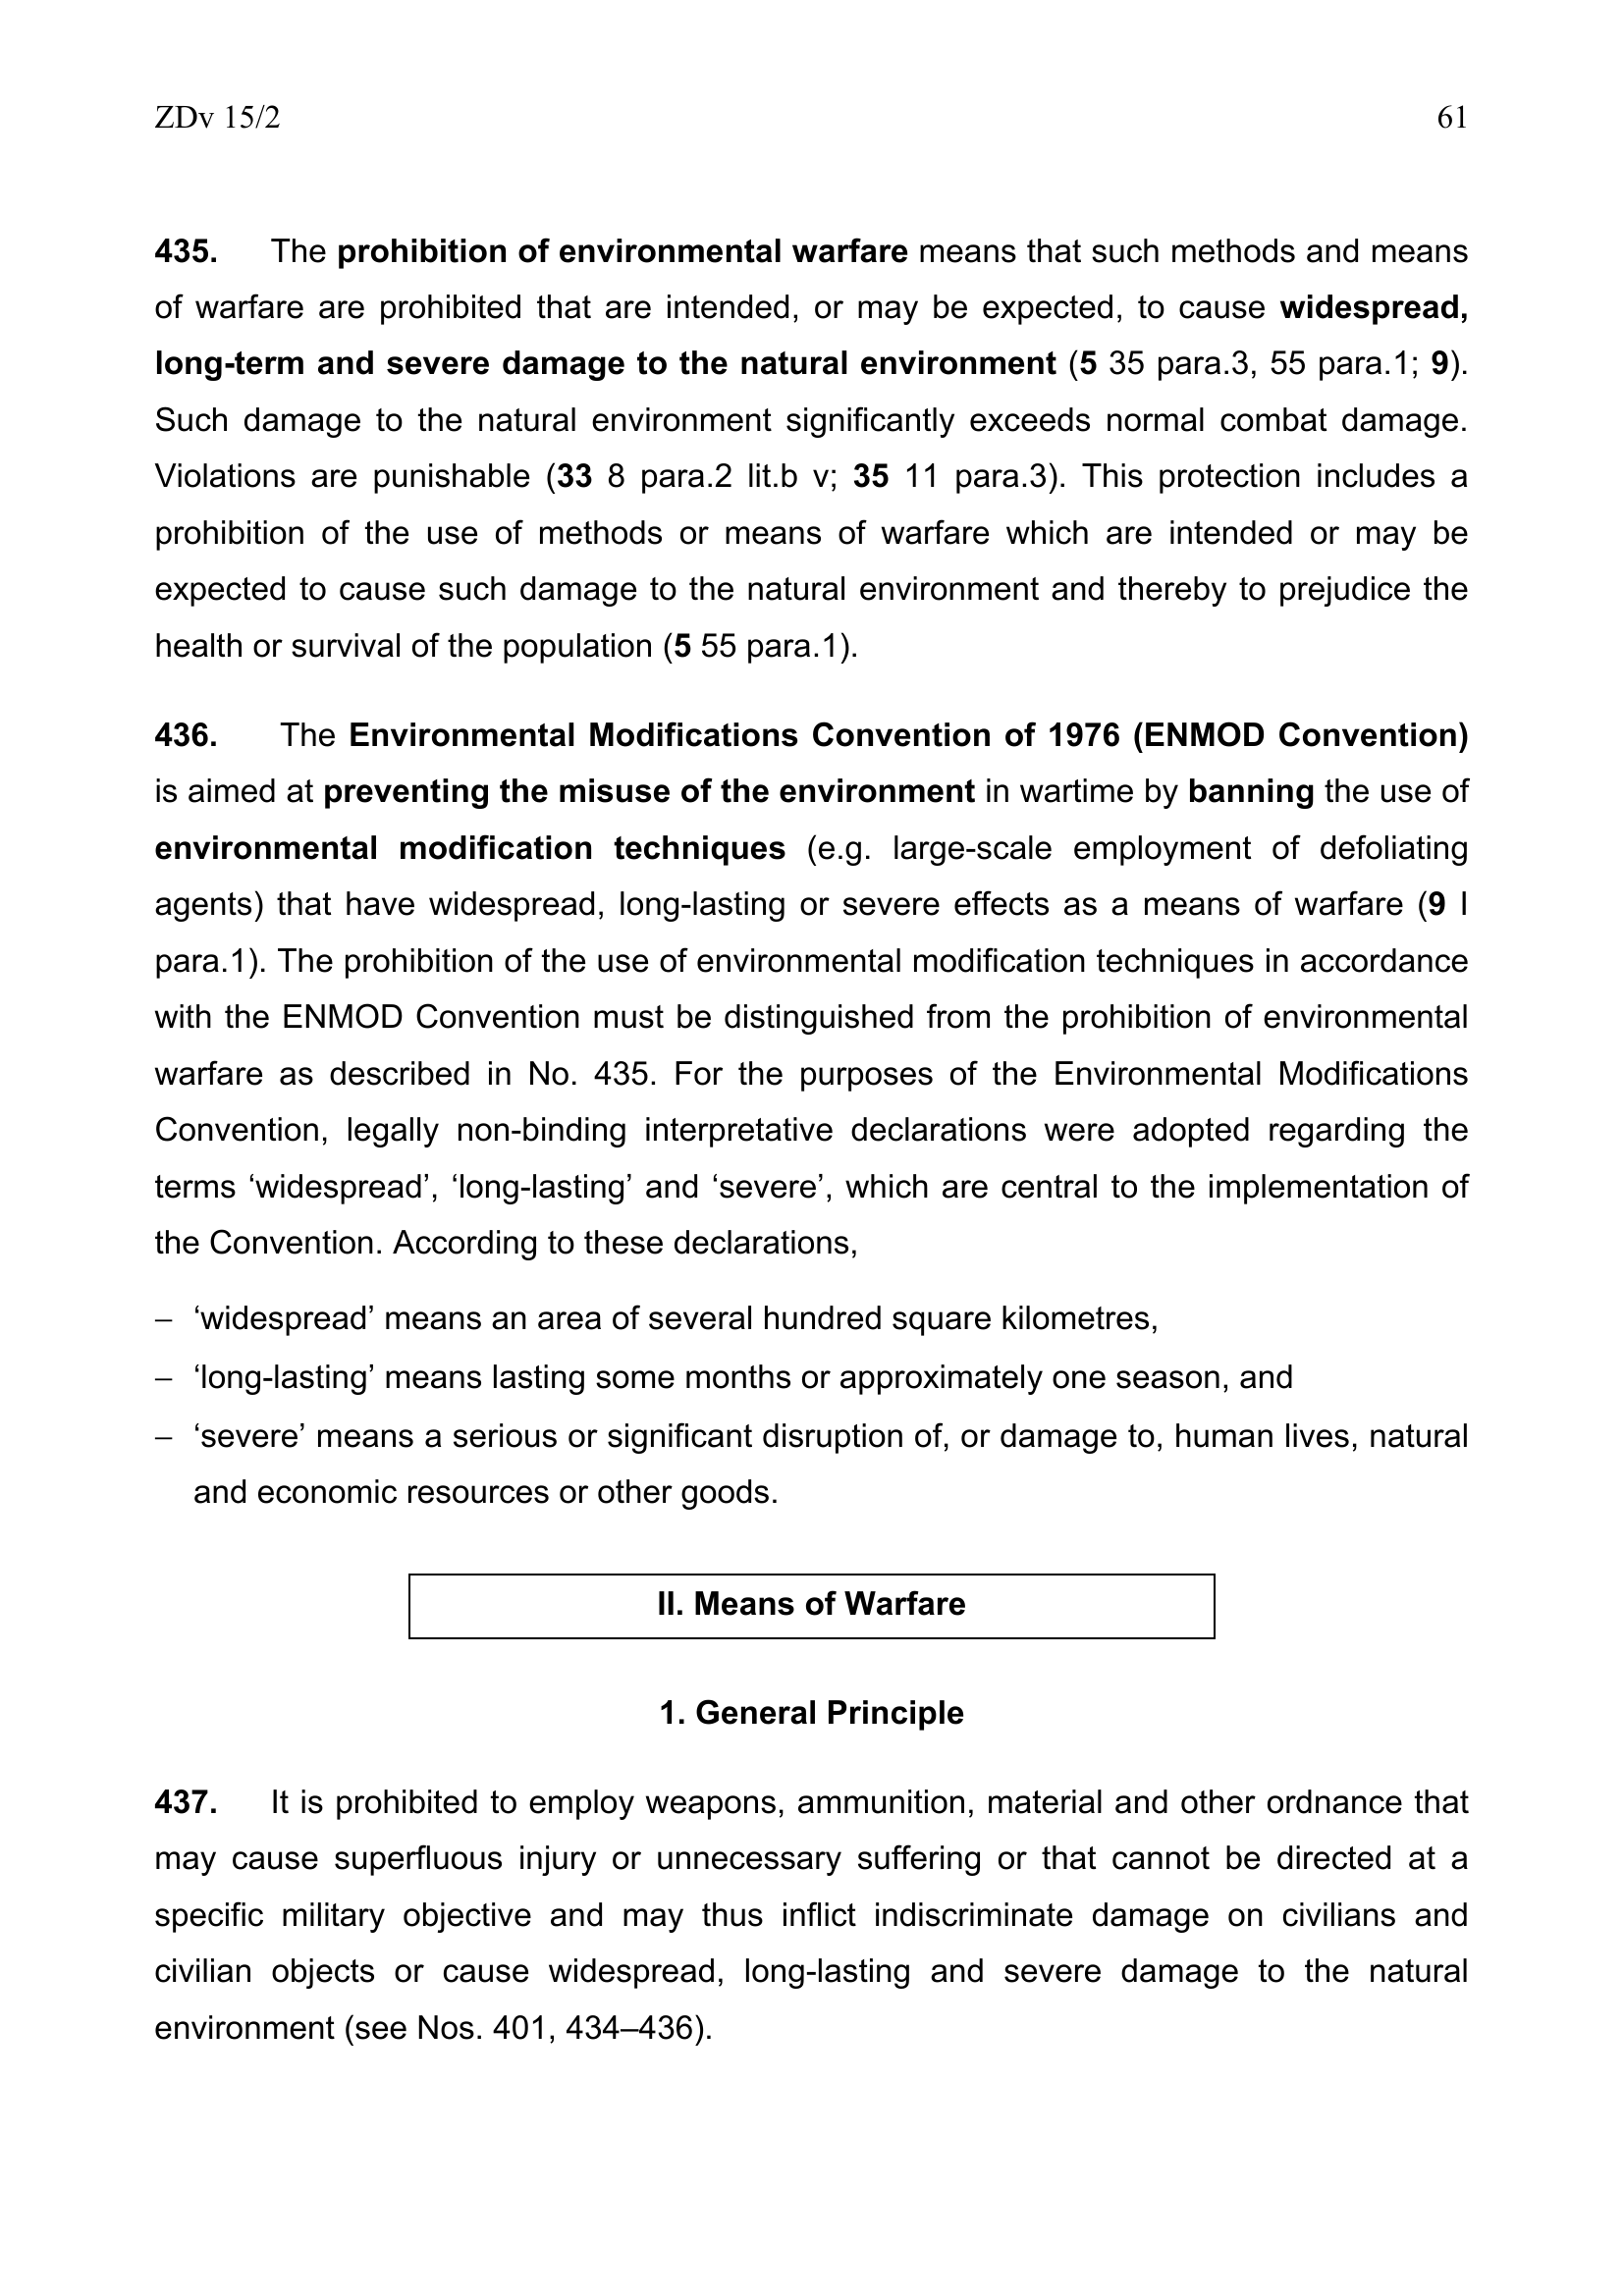 ZDv 15/2 61
435. The prohibition of environmental warfare means that such methods and means
of warfare are prohibited that are intended, or may be expected, to cause widespread,
long-term and severe damage to the natural environment (5 35 para.3, 55 para.1; 9).
Such damage to the natural environment significantly exceeds normal combat damage.
Violations are punishable (33 8 para.2 lit.b v; 35 11 para.3). This protection includes a
prohibition of the use of methods or means of warfare which are intended or may be
expected to cause such damage to the natural environment and thereby to prejudice the
health or survival of the population (5 55 para.1).
436. The Environmental Modifications Convention of 1976 (ENMOD Convention)
is aimed at preventing the misuse of the environment in wartime by banning the use of
environmental modification techniques (e.g. large-scale employment of defoliating
agents) that have widespread, long-lasting or severe effects as a means of warfare (9 I
para.1). The prohibition of the use of environmental modification techniques in accordance
with the ENMOD Convention must be distinguished from the prohibition of environmental
warfare as described in No. 435. For the purposes of the Environmental Modifications
Convention, legally non-binding interpretative declarations were adopted regarding the
terms ‘widespread’, ‘long-lasting’ and ‘severe’, which are central to the implementation of
the Convention. According to these declarations,
– ‘widespread’ means an area of several hundred square kilometres,
– ‘long-lasting’ means lasting some months or approximately one season, and
– ‘severe’ means a serious or significant disruption of, or damage to, human lives, natural
and economic resources or other goods.
II. Means of Warfare
1. General Principle
437. It is prohibited to employ weapons, ammunition, material and other ordnance that
may cause superfluous injury or unnecessary suffering or that cannot be directed at a
specific military objective and may thus inflict indiscriminate damage on civilians and
civilian objects or cause widespread, long-lasting and severe damage to the natural
environment (see Nos. 401, 434–436).